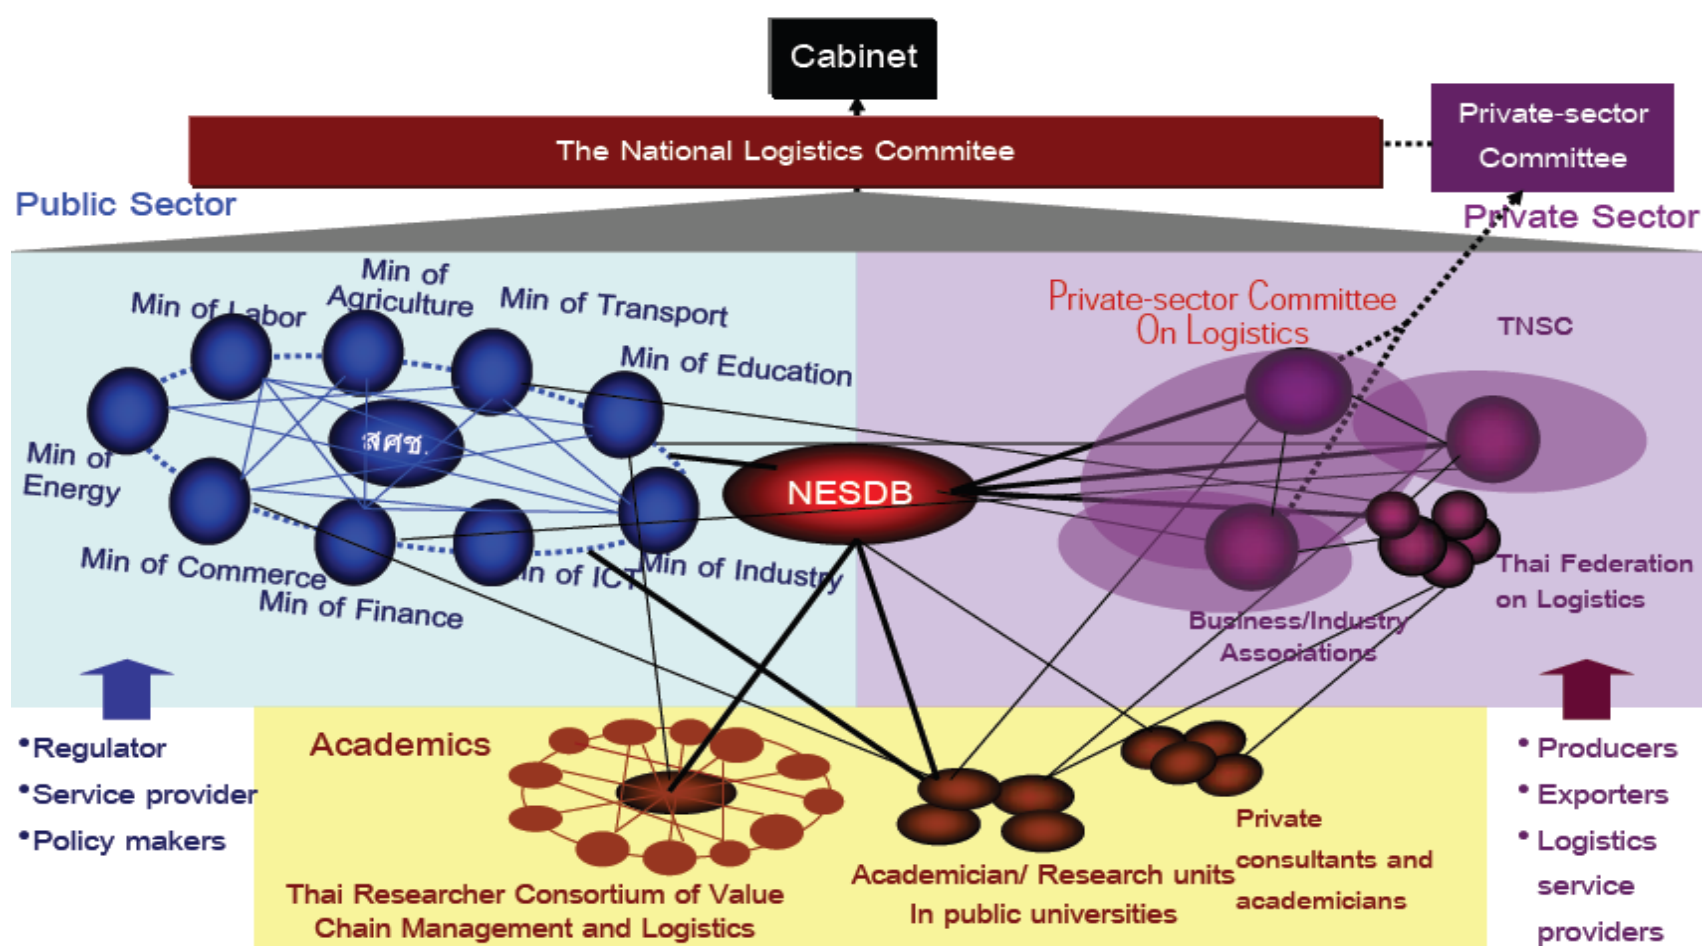 Cabinet
The National Logistics Commitee
Private-sector
Committee
Public Sector
Private Sector
Min of Labor
Min of
Agriculture
Min of Transport
Min of Education
Min of
Energy
สศช.
Min of Commerce
Min of Finance
Min of ICT
Min of Industry
NESDB
Private-sector Committee
On Logistics
TNSC
Thai Federation
on Logistics
Business/Industry
Associations
•Regulator
•Service provider
•Policy makers
Academics
Thai Researcher Consortium of Value
Chain Management and Logistics
Academician/ Research units
In public universities
Private
consultants and
academicians
• Producers
• Exporters
• Logistics
service
providers